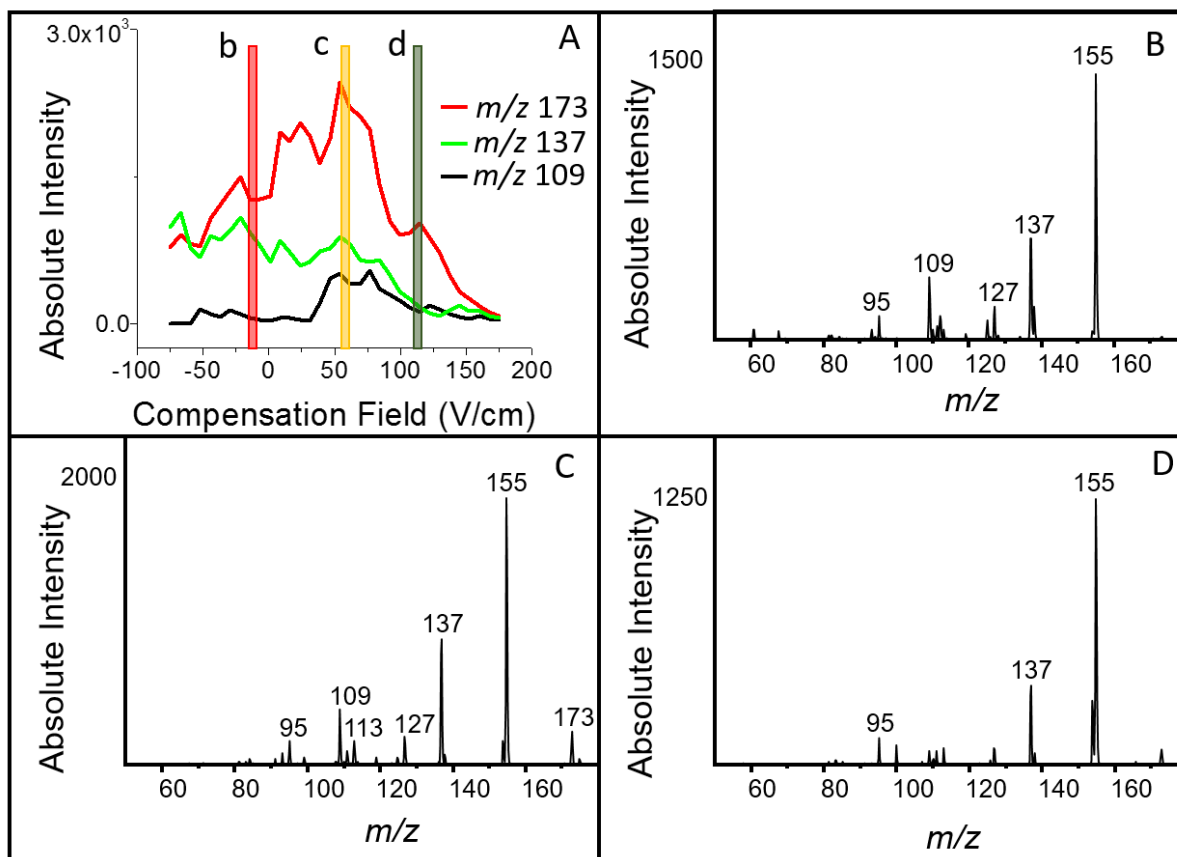 A
3.0x10³
b
c
d
m/z 173
m/z 137
m/z 109
Absolute Intensity
0.0
-100 -50 0 50 100 150 200
Compensation Field (V/cm)
B
1500
155
137
109
127
95
Absolute Intensity
60 80 100 120 140 160
m/z
C
2000
155
137
109
113
127
95
173
Absolute Intensity
60 80 100 120 140 160
m/z
D
1250
155
137
95
Absolute Intensity
60 80 100 120 140 160
m/z